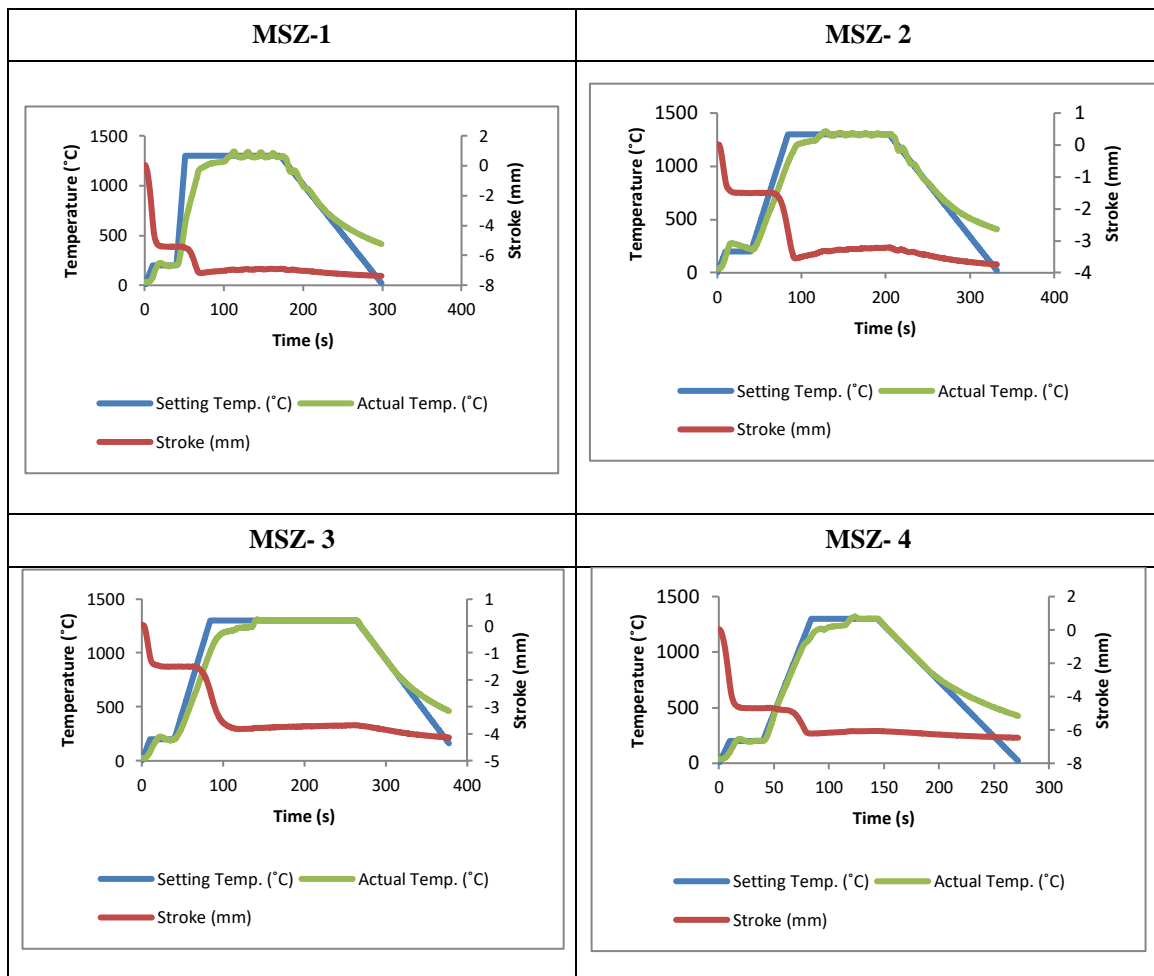 MSZ-1
MSZ- 2
Temperature (˚C)
1500
1000
500
0
2
0
-2
-4
-6
-8
Stroke (mm)
0 100 200 300 400
Time (s)
Setting Temp. (˚C) Actual Temp. (˚C)
Stroke (mm)
Temperature (˚C)
1500
1000
500
0
1
0
-1
-2
-3
-4
Stroke (mm)
0 100 200 300 400
Time (s)
Setting Temp. (˚C) Actual Temp. (˚C)
Stroke (mm)
MSZ- 3
MSZ- 4
Temperature (˚C)
1500
1000
500
0
1
0
-1
-2
-3
-4
-5
Stroke (mm)
0 100 200 300 400
Time (s)
Setting Temp. (˚C) Actual Temp. (˚C)
Stroke (mm)
Temperature (˚C)
1500
1000
500
0
2
0
-2
-4
-6
-8
Stroke (mm)
0 50 100 150 200 250 300
Time (s)
Setting Temp. (˚C) Actual Temp. (˚C)
Stroke (mm)